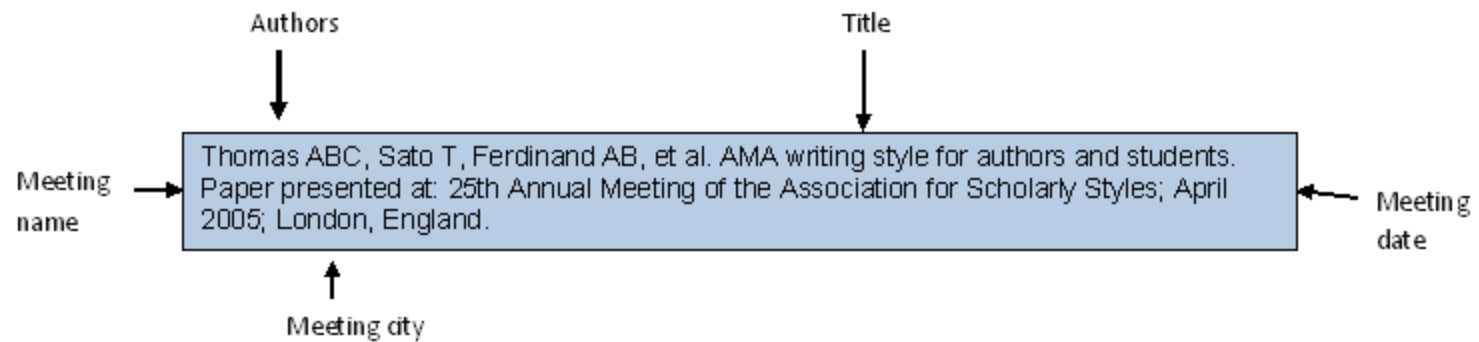 Authors
Title
Thomas ABC, Sato T, Ferdinand AB, et al. AMA writing style for authors and students.
Paper presented at: 25th Annual Meeting of the Association for Scholarly Styles; April
2005; London, England.
Meeting
name
Meeting
date
Meeting city